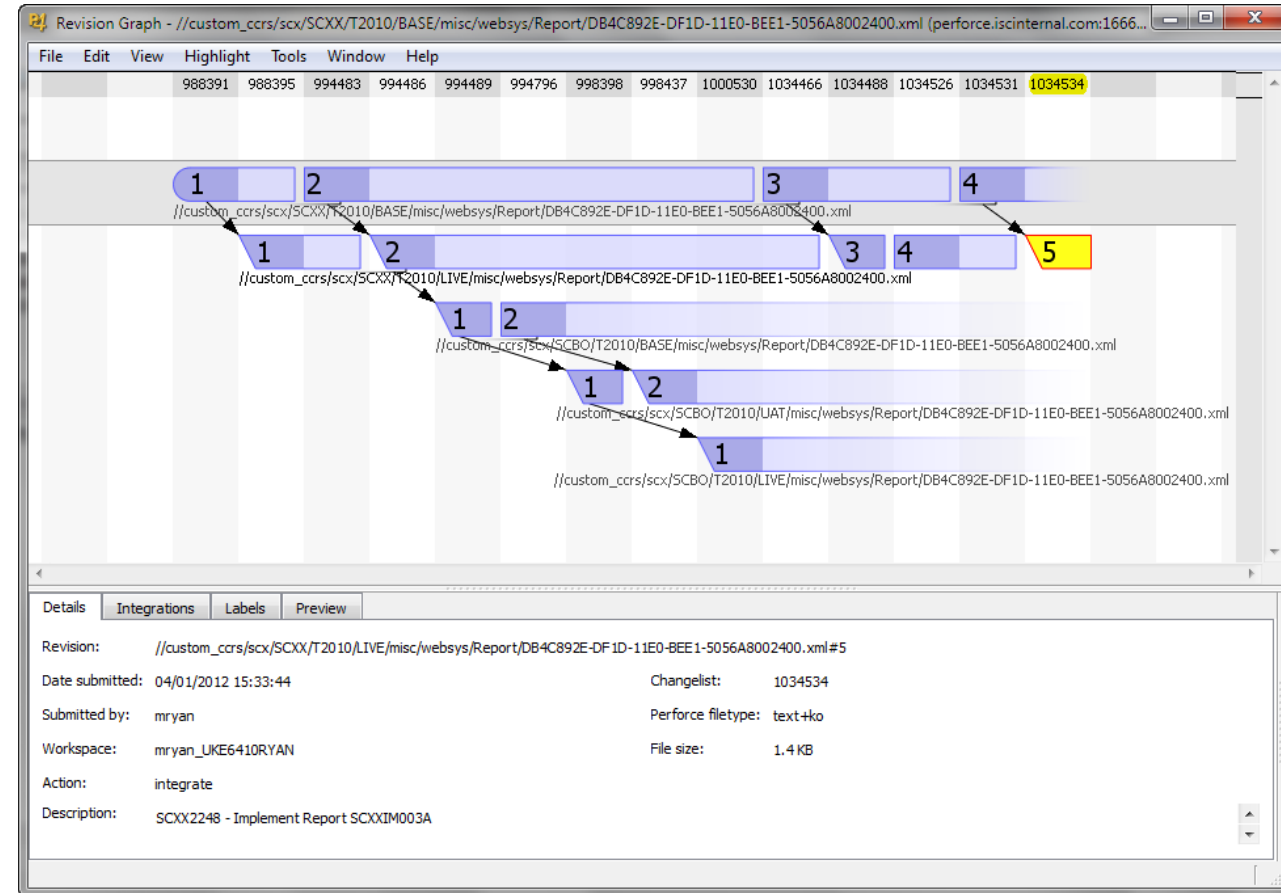 Revision Graph - //custom_ccrs/scx/SCXX/T2010/BASE/misc/websys/Report/DB4C892E-DF1D-11E0-BEE1-5056A8002400.xml (perforce.iscinternal.com:1666...
File Edit View Highlight Tools Window Help
988391 988395 994483 994486 994489 994796 998398 998437 1000530 1034466 1034488 1034526 1034531 1034534
1 2 3 4
//custom_ccrs/scx/SCXX/T2010/BASE/misc/websys/Report/DB4C892E-DF1D-11E0-BEE1-5056A8002400.xml
1 2 3 4 5
//custom_ccrs/scx/SCXX/T2010/LIVE/misc/websys/Report/DB4C892E-DF1D-11E0-BEE1-5056A8002400.xml
1 2
//custom_ccrs/scx/SCBO/T2010/BASE/misc/websys/Report/DB4C892E-DF1D-11E0-BEE1-5056A8002400.xml
1 2
//custom_ccrs/scx/SCBO/T2010/UAT/misc/websys/Report/DB4C892E-DF1D-11E0-BEE1-5056A8002400.xml
1
//custom_ccrs/scx/SCBO/T2010/LIVE/misc/websys/Report/DB4C892E-DF1D-11E0-BEE1-5056A8002400.xml
Details Integrations Labels Preview
Revision: //custom_ccrs/scx/SCXX/T2010/LIVE/misc/websys/Report/DB4C892E-DF1D-11E0-BEE1-5056A8002400.xml#5
Date submitted: 04/01/2012 15:33:44 Changelist: 1034534
Submitted by: mryan Perforce filetype: text+ko
Workspace: mryan_UKE6410RYAN File size: 1.4 KB
Action: integrate
Description: SCXX2248 - Implement Report SCXXIM003A